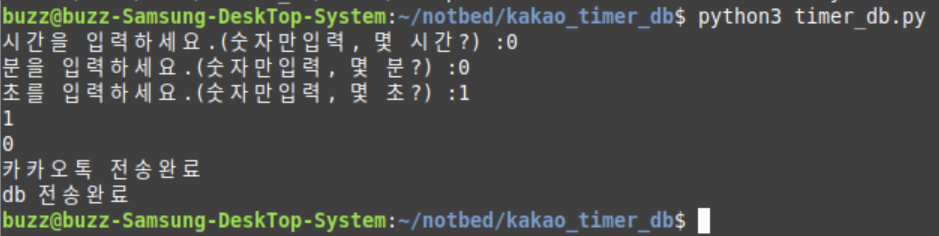 buzz@buzz-Samsung-DeskTop-System:~/notbed/kakao_timer_db$ python3 timer_db.py
시간을 입력하세요.(숫자만입력, 몇 시간?) :0
분을 입력하세요.(숫자만입력, 몇 분?) :0
초를 입력하세요.(숫자만입력, 몇 초?) :1
1
0
카카오톡 전송완료
db 전송완료
buzz@buzz-Samsung-DeskTop-System:~/notbed/kakao_timer_db$